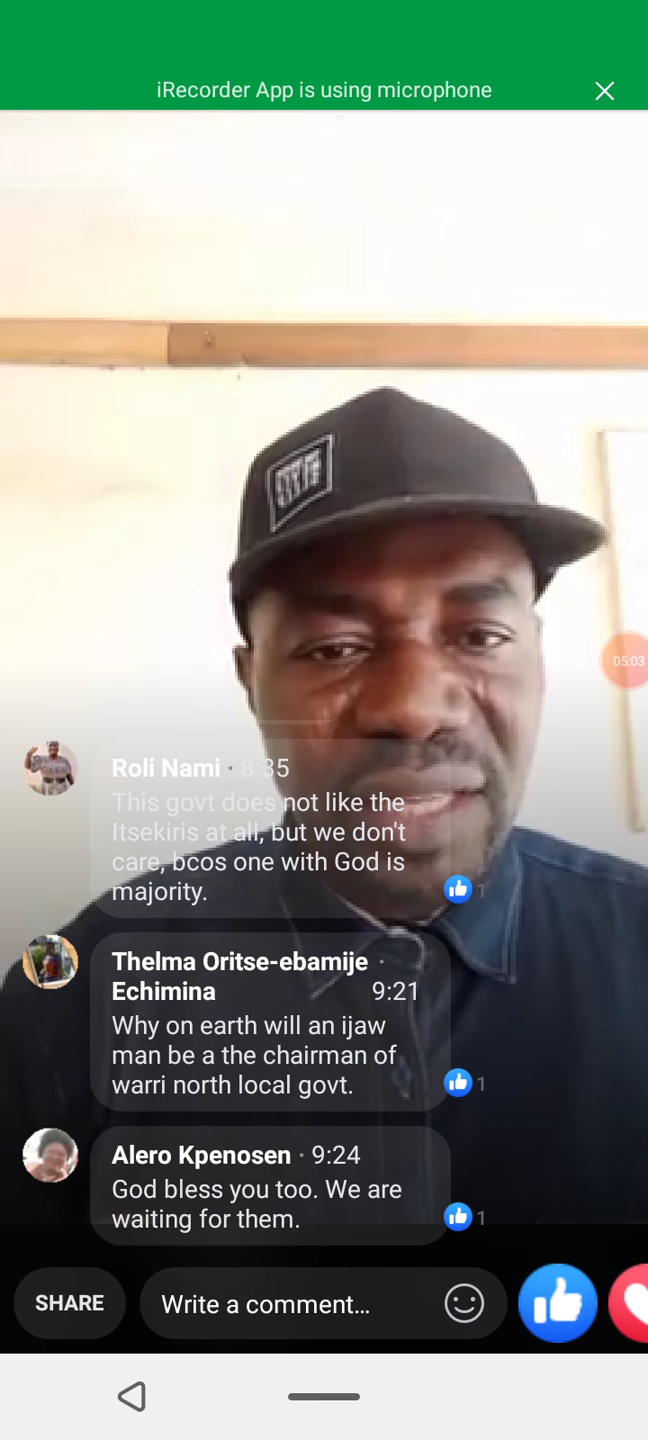 iRecorder App is using microphone
05:03
Roli Nami · 8:35
This govt does not like the
Itsekiris at all, but we don't
care, bcos one with God is
majority.
1
Thelma Oritse-ebamije ·
Echimina 9:21
Why on earth will an ijaw
man be a the chairman of
warri north local govt.
1
Alero Kpenosen · 9:24
God bless you too. We are
waiting for them.
1
SHARE
Write a comment...